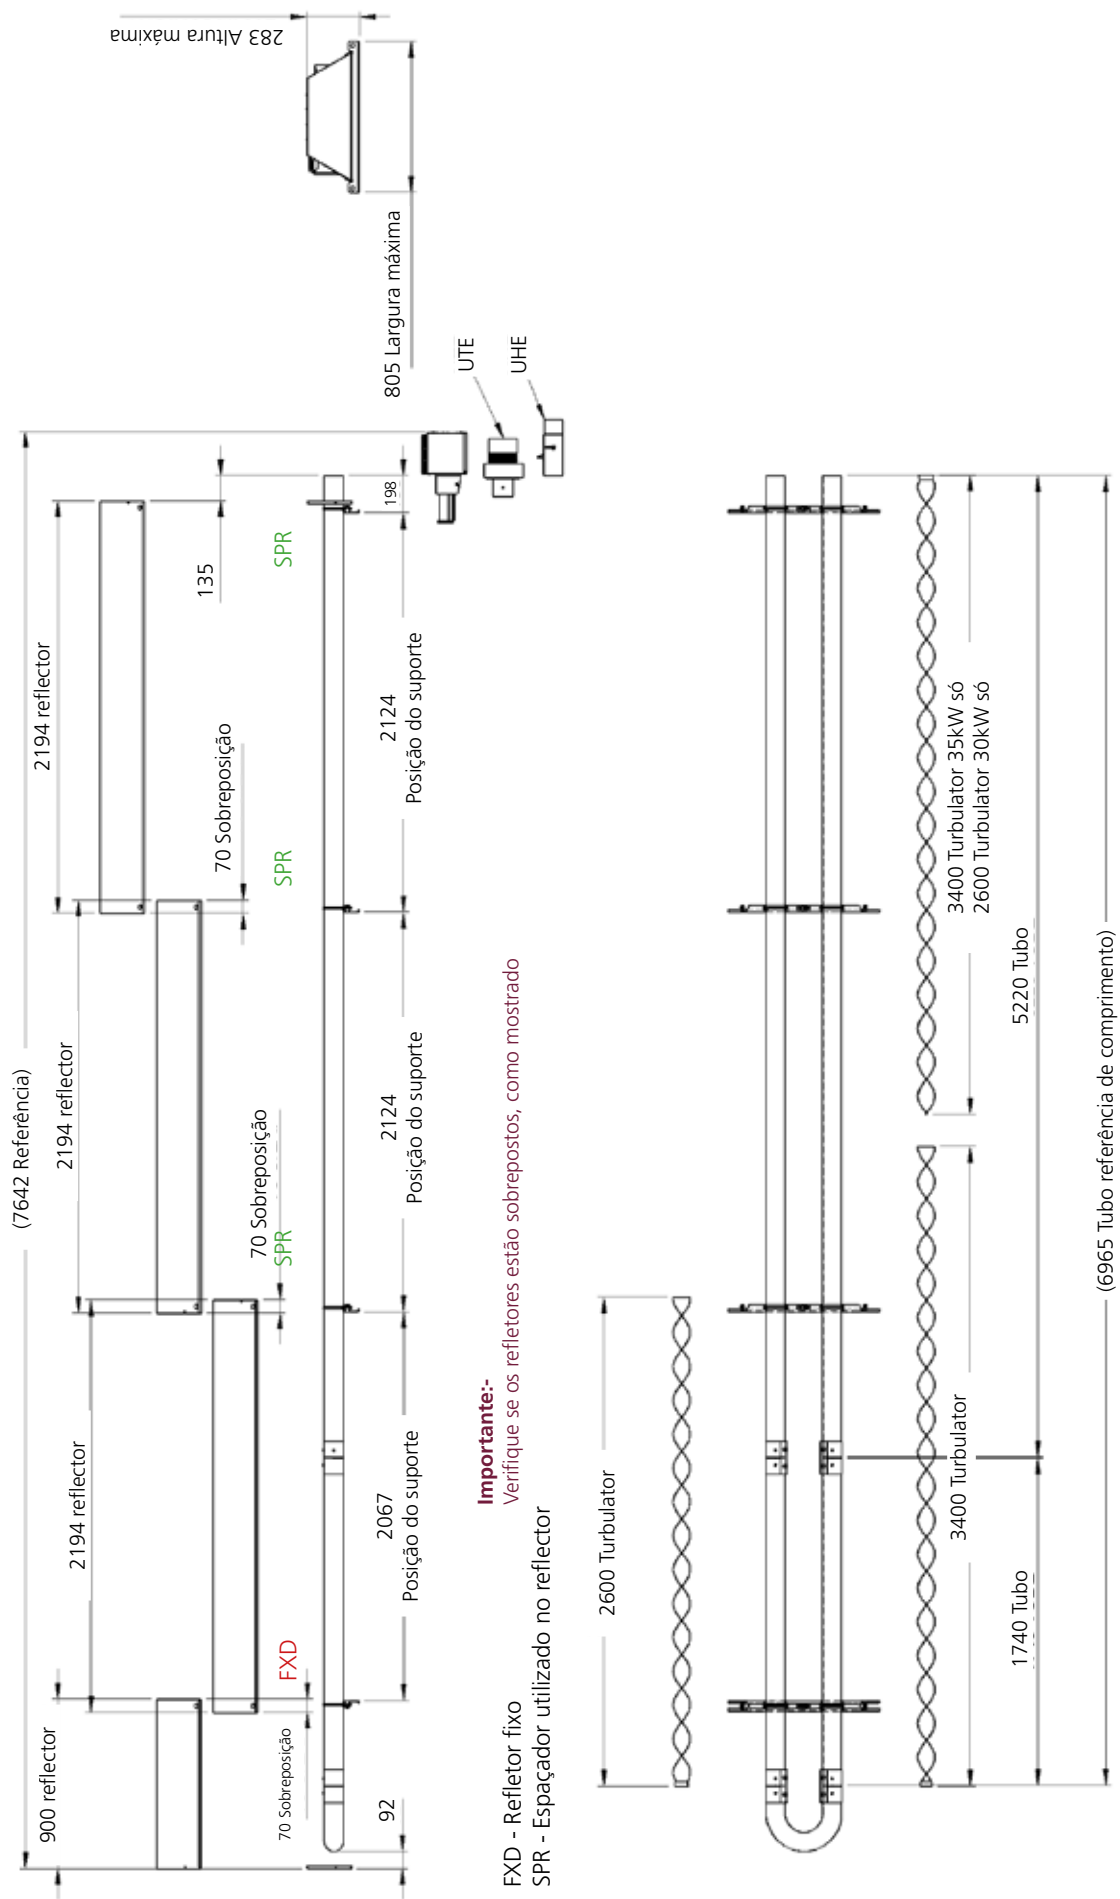 283 Altura máxima
805 Largura máxima
UTE
UHE
(7642 Referência)
2194 reflector
135
198
SPR
70 Sobreposição
2124
Posição do suporte
SPR
2194 reflector
70 Sobreposição
2124
Posição do suporte
SPR
2194 reflector
2067
Posição do suporte
FXD
900 reflector
70 Sobreposição
92
Importante:-
Verifique se os refletores estão sobrepostos, como mostrado
FXD - Refletor fixo
SPR - Espaçador utilizado no reflector
2600 Turbulator
3400 Turbulator 35kW só
2600 Turbulator 30kW só
3400 Turbulator
5220 Tubo
1740 Tubo
(6965 Tubo referência de comprimento)